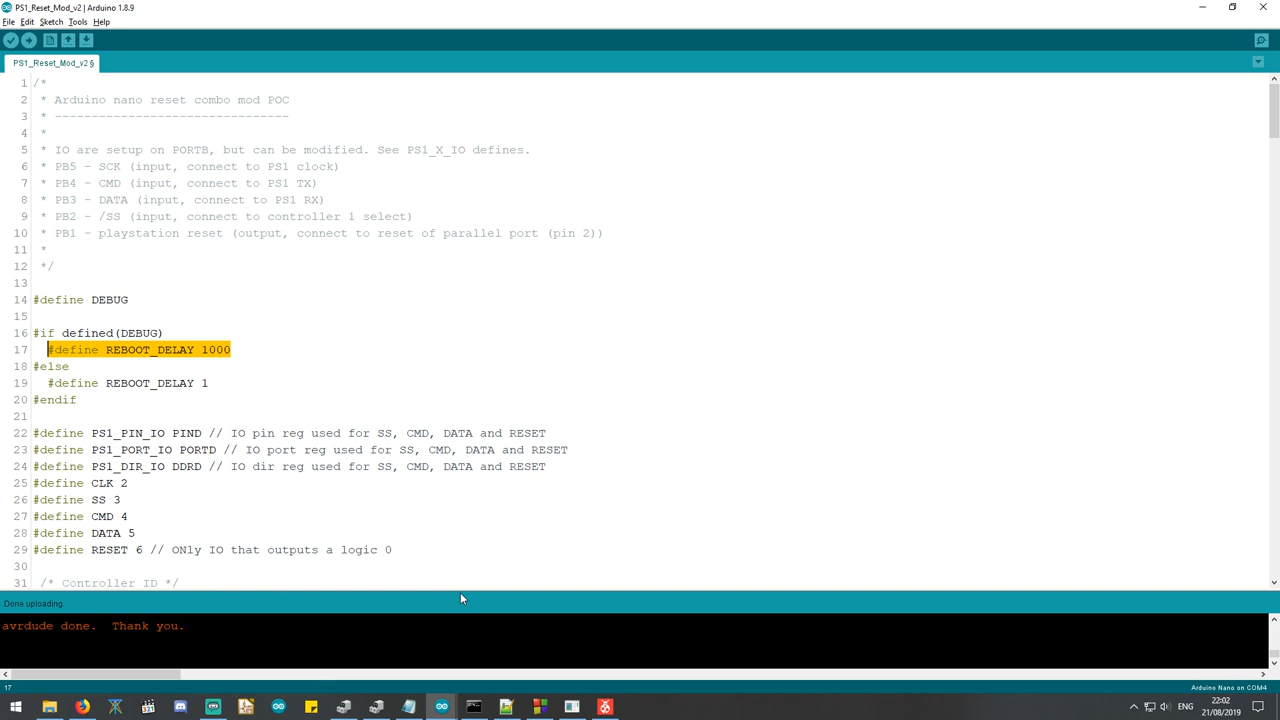 PS1_Reset_Mod_v2 | Arduino 1.8.9
File Edit Sketch Tools Help
PS1_Reset_Mod_v2 §
1 /*
2 * Arduino nano reset combo mod POC
3 * --------------------------------
4 *
5 * IO are setup on PORTB, but can be modified. See PS1_X_IO defines.
6 * PB5 - SCK (input, connect to PS1 clock)
7 * PB4 - CMD (input, connect to PS1 TX)
8 * PB3 - DATA (input, connect to PS1 RX)
9 * PB2 - /SS (input, connect to controller 1 select)
10 * PB1 - playstation reset (output, connect to reset of parallel port (pin 2))
11 *
12 */
13
14 #define DEBUG
15
16 #if defined(DEBUG)
17 #define REBOOT_DELAY 1000
18 #else
19 #define REBOOT_DELAY 1
20 #endif
21
22 #define PS1_PIN_IO PIND // IO pin reg used for SS, CMD, DATA and RESET
23 #define PS1_PORT_IO PORTD // IO port reg used for SS, CMD, DATA and RESET
24 #define PS1_DIR_IO DDRD // IO dir reg used for SS, CMD, DATA and RESET
25 #define CLK 2
26 #define SS 3
27 #define CMD 4
28 #define DATA 5
29 #define RESET 6 // ONly IO that outputs a logic 0
30
31 /* Controller ID */
Done uploading.
avrdude done.  Thank you.
17
Arduino Nano on COM4
ENG
22:02
21/08/2019